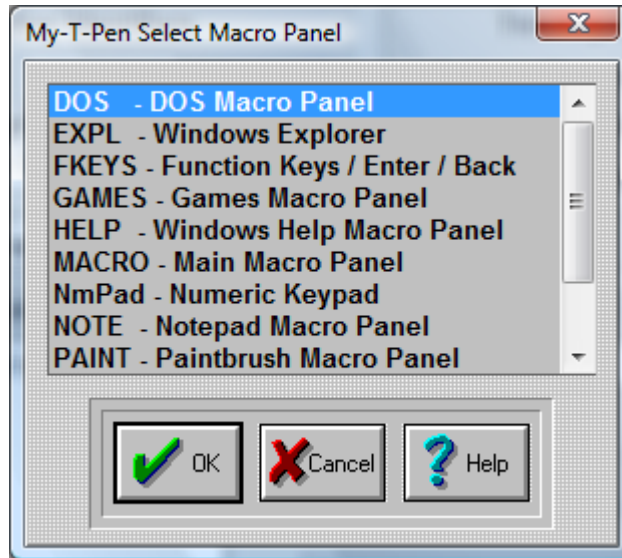 My-T-Pen Select Macro Panel
DOS - DOS Macro Panel
EXPL - Windows Explorer
FKEYS - Function Keys / Enter / Back
GAMES - Games Macro Panel
HELP - Windows Help Macro Panel
MACRO - Main Macro Panel
NmPad - Numeric Keypad
NOTE - Notepad Macro Panel
PAINT - Paintbrush Macro Panel
OK Cancel Help